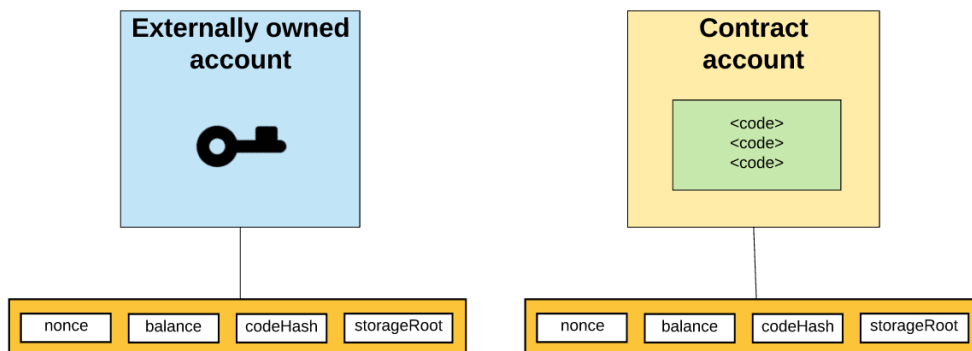 Externally owned
account
Contract
account
<code>
<code>
<code>
nonce
balance
codeHash
storageRoot
nonce
balance
codeHash
storageRoot